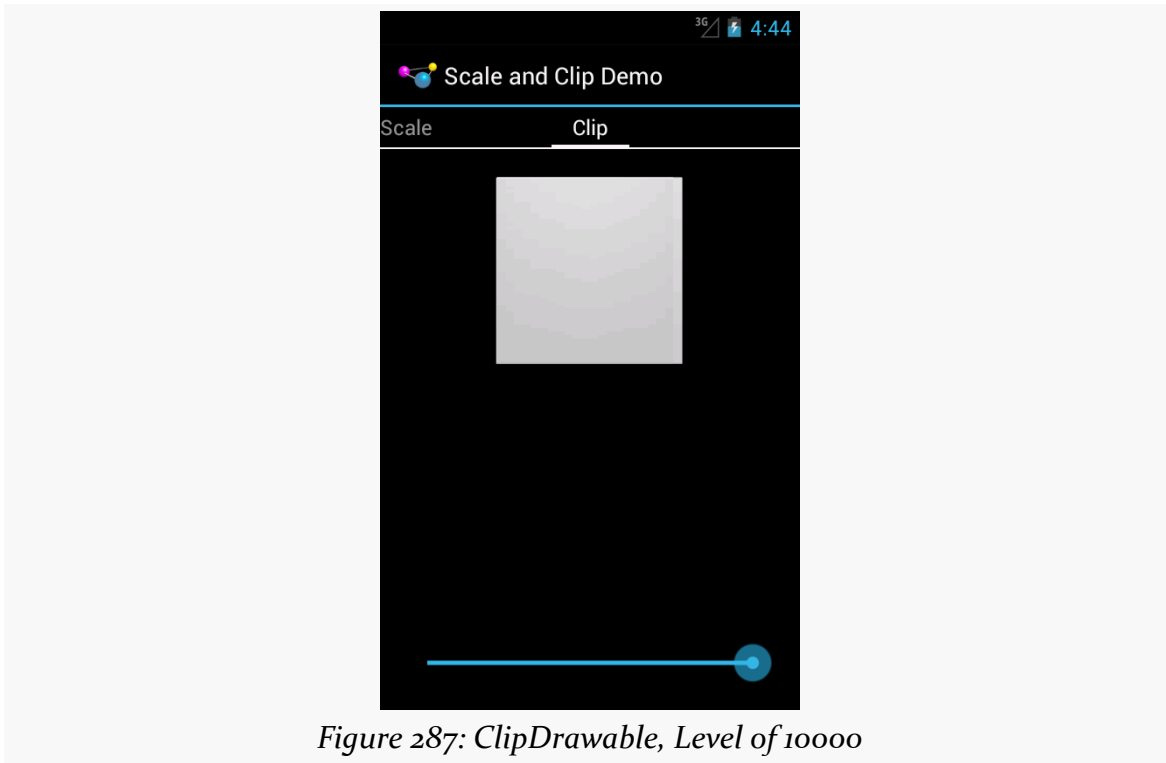 3G 4:44
Scale and Clip Demo
Scale Clip
Figure 287: ClipDrawable, Level of 10000